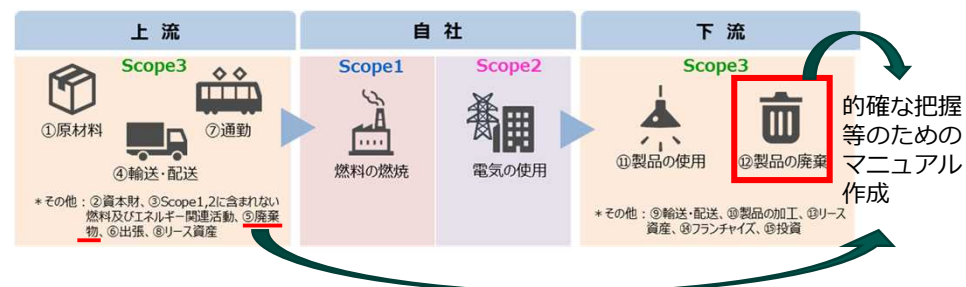 上 流
自 社
下 流
Scope3
①原材料
⑦通勤
④輸送・配送
＊その他：②資本財、③Scope1,2に含まれない
燃料及びエネルギー関連活動、⑤廃棄
物、⑥出張、⑧リース資産
Scope1
燃料の燃焼
Scope2
電気の使用
Scope3
⑪製品の使用
⑫製品の廃棄
＊その他：⑨輸送・配送、⑩製品の加工、⑬リース
資産、⑭フランチャイズ、⑮投資
的確な把握
等のための
マニュアル
作成